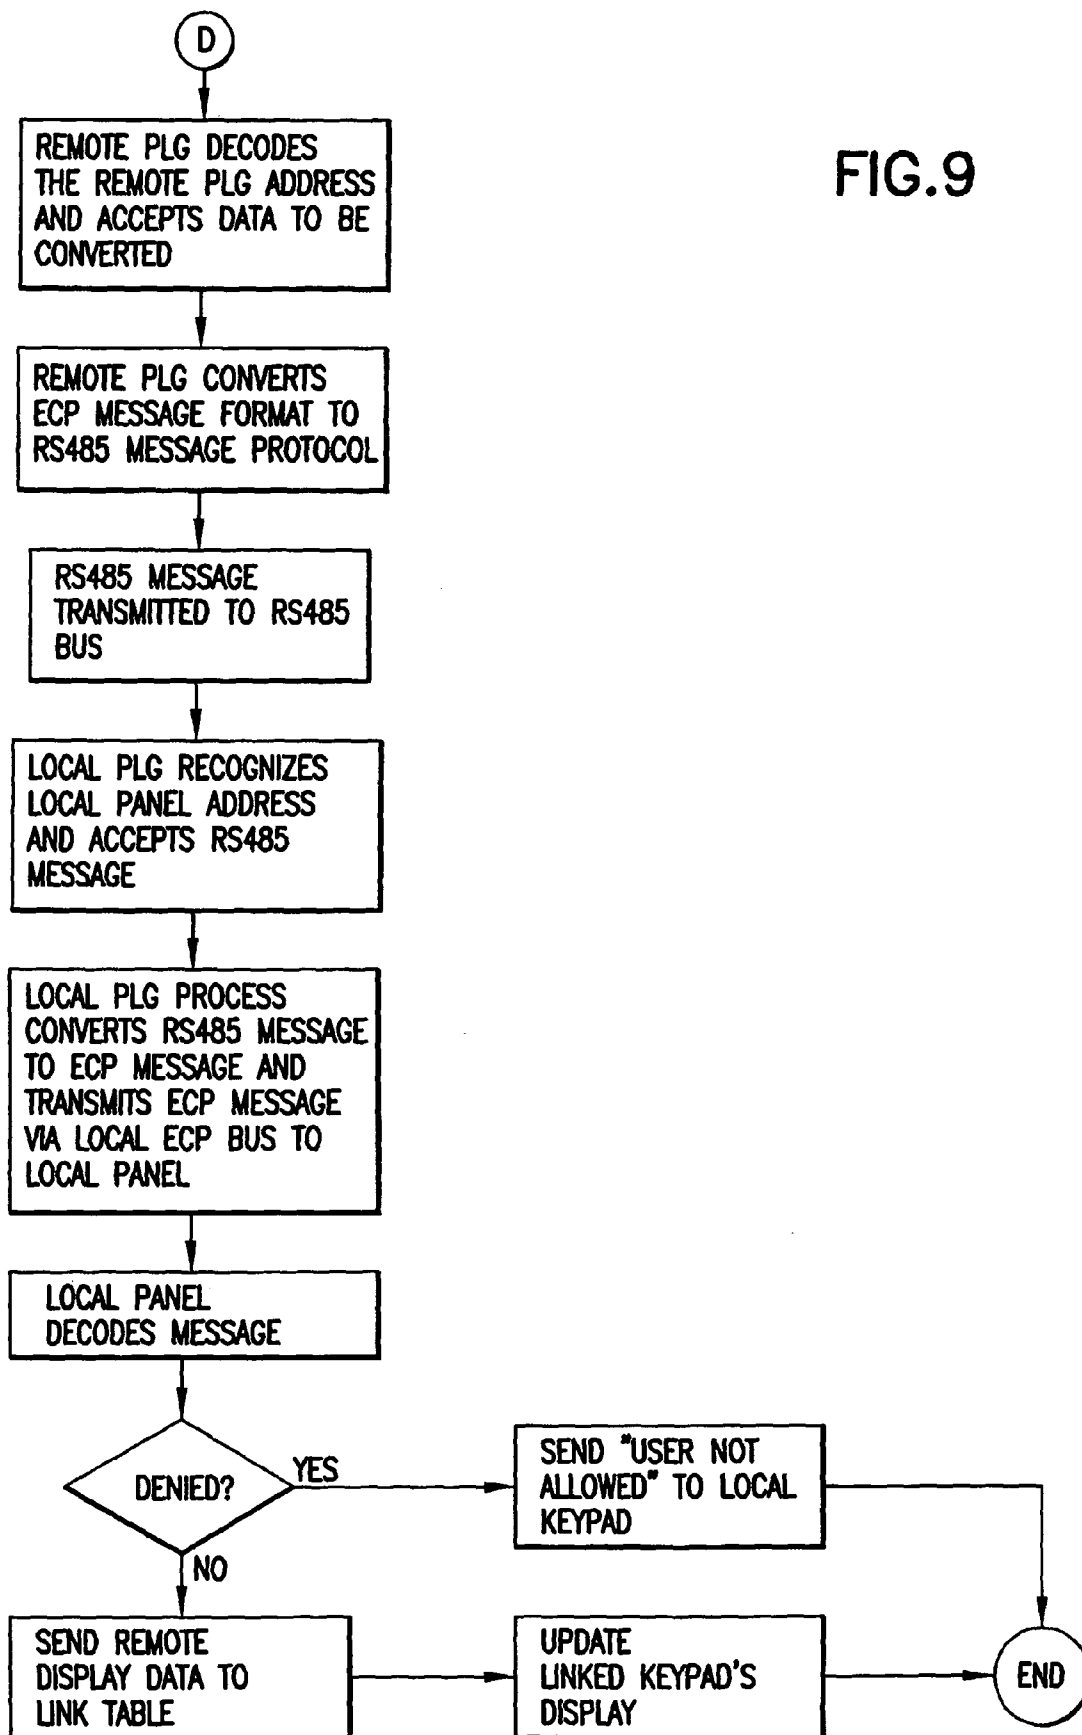 D
FIG.9
REMOTE PLG DECODES
THE REMOTE PLG ADDRESS
AND ACCEPTS DATA TO BE
CONVERTED
REMOTE PLG CONVERTS
ECP MESSAGE FORMAT TO
RS485 MESSAGE PROTOCOL
RS485 MESSAGE
TRANSMITTED TO RS485
BUS
LOCAL PLG RECOGNIZES
LOCAL PANEL ADDRESS
AND ACCEPTS RS485
MESSAGE
LOCAL PLG PROCESS
CONVERTS RS485 MESSAGE
TO ECP MESSAGE AND
TRANSMITS ECP MESSAGE
VIA LOCAL ECP BUS TO
LOCAL PANEL
LOCAL PANEL
DECODES MESSAGE
DENIED?
YES
SEND "USER NOT
ALLOWED" TO LOCAL
KEYPAD
NO
SEND REMOTE
DISPLAY DATA TO
LINK TABLE
UPDATE
LINKED KEYPAD'S
DISPLAY
END